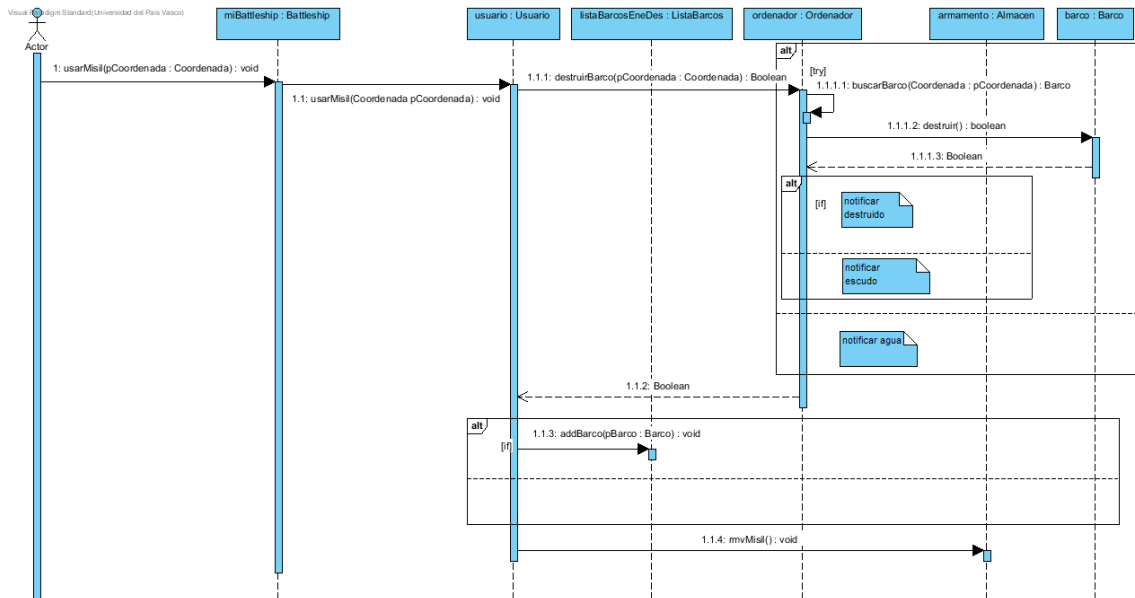 Visual Paradigm Standard(Universidad del Pais Vasco)
Actor
miBattleship : Battleship
usuario : Usuario
listaBarcosEneDes : ListaBarcos
ordenador : Ordenador
armamento : Almacen
barco : Barco
alt
1: usarMisil(pCoordenada : Coordenada) : void
[try]
1.1.1: destruirBarco(pCoordenada : Coordenada) : Boolean
1.1.1.1: buscarBarco(Coordenada : pCoordenada) : Barco
1.1: usarMisil(Coordenada pCoordenada) : void
1.1.1.2: destruir() : boolean
1.1.1.3: Boolean
alt
[if]
notificar
destruido
notificar
escudo
notificar agua
1.1.2: Boolean
alt
1.1.3: addBarco(pBarco : Barco) : void
[if]
1.1.4: rmvMisil() : void